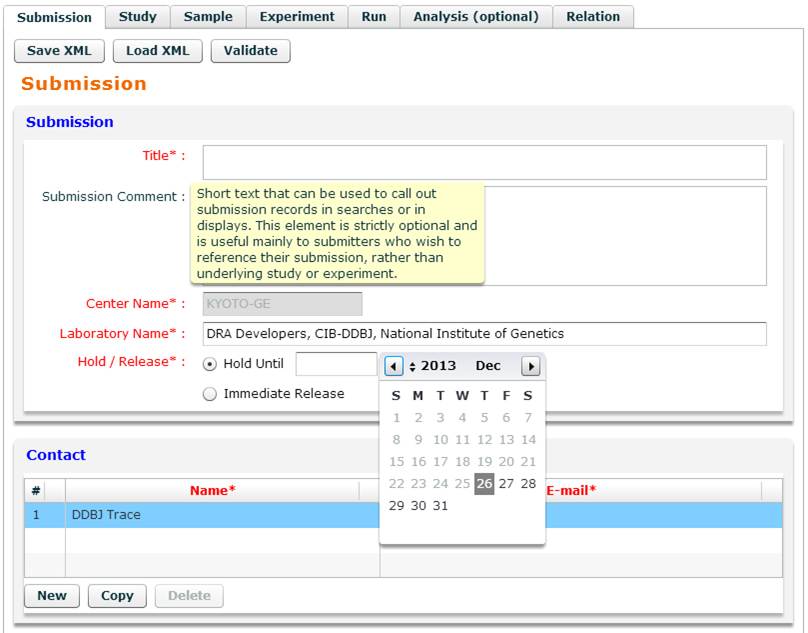 Submission Study Sample Experiment Run Analysis (optional) Relation
Save XML Load XML Validate
Submission
Submission
Title* :
Submission Comment :
Short text that can be used to call out
submission records in searches or in
displays. This element is strictly optional and
is useful mainly to submitters who wish to
reference their submission, rather than
underlying study or experiment.
Center Name* : KYOTO-GE
Laboratory Name* : DRA Developers, CIB-DDBJ, National Institute of Genetics
Hold / Release* : Hold Until
2013 Dec
Immediate Release
S M T W T F S
1 2 3 4 5 6 7
8 9 10 11 12 13 14
15 16 17 18 19 20 21
22 23 24 25 26 27 28
29 30 31
Contact
# Name* E-mail*
1 DDBJ Trace
New Copy Delete